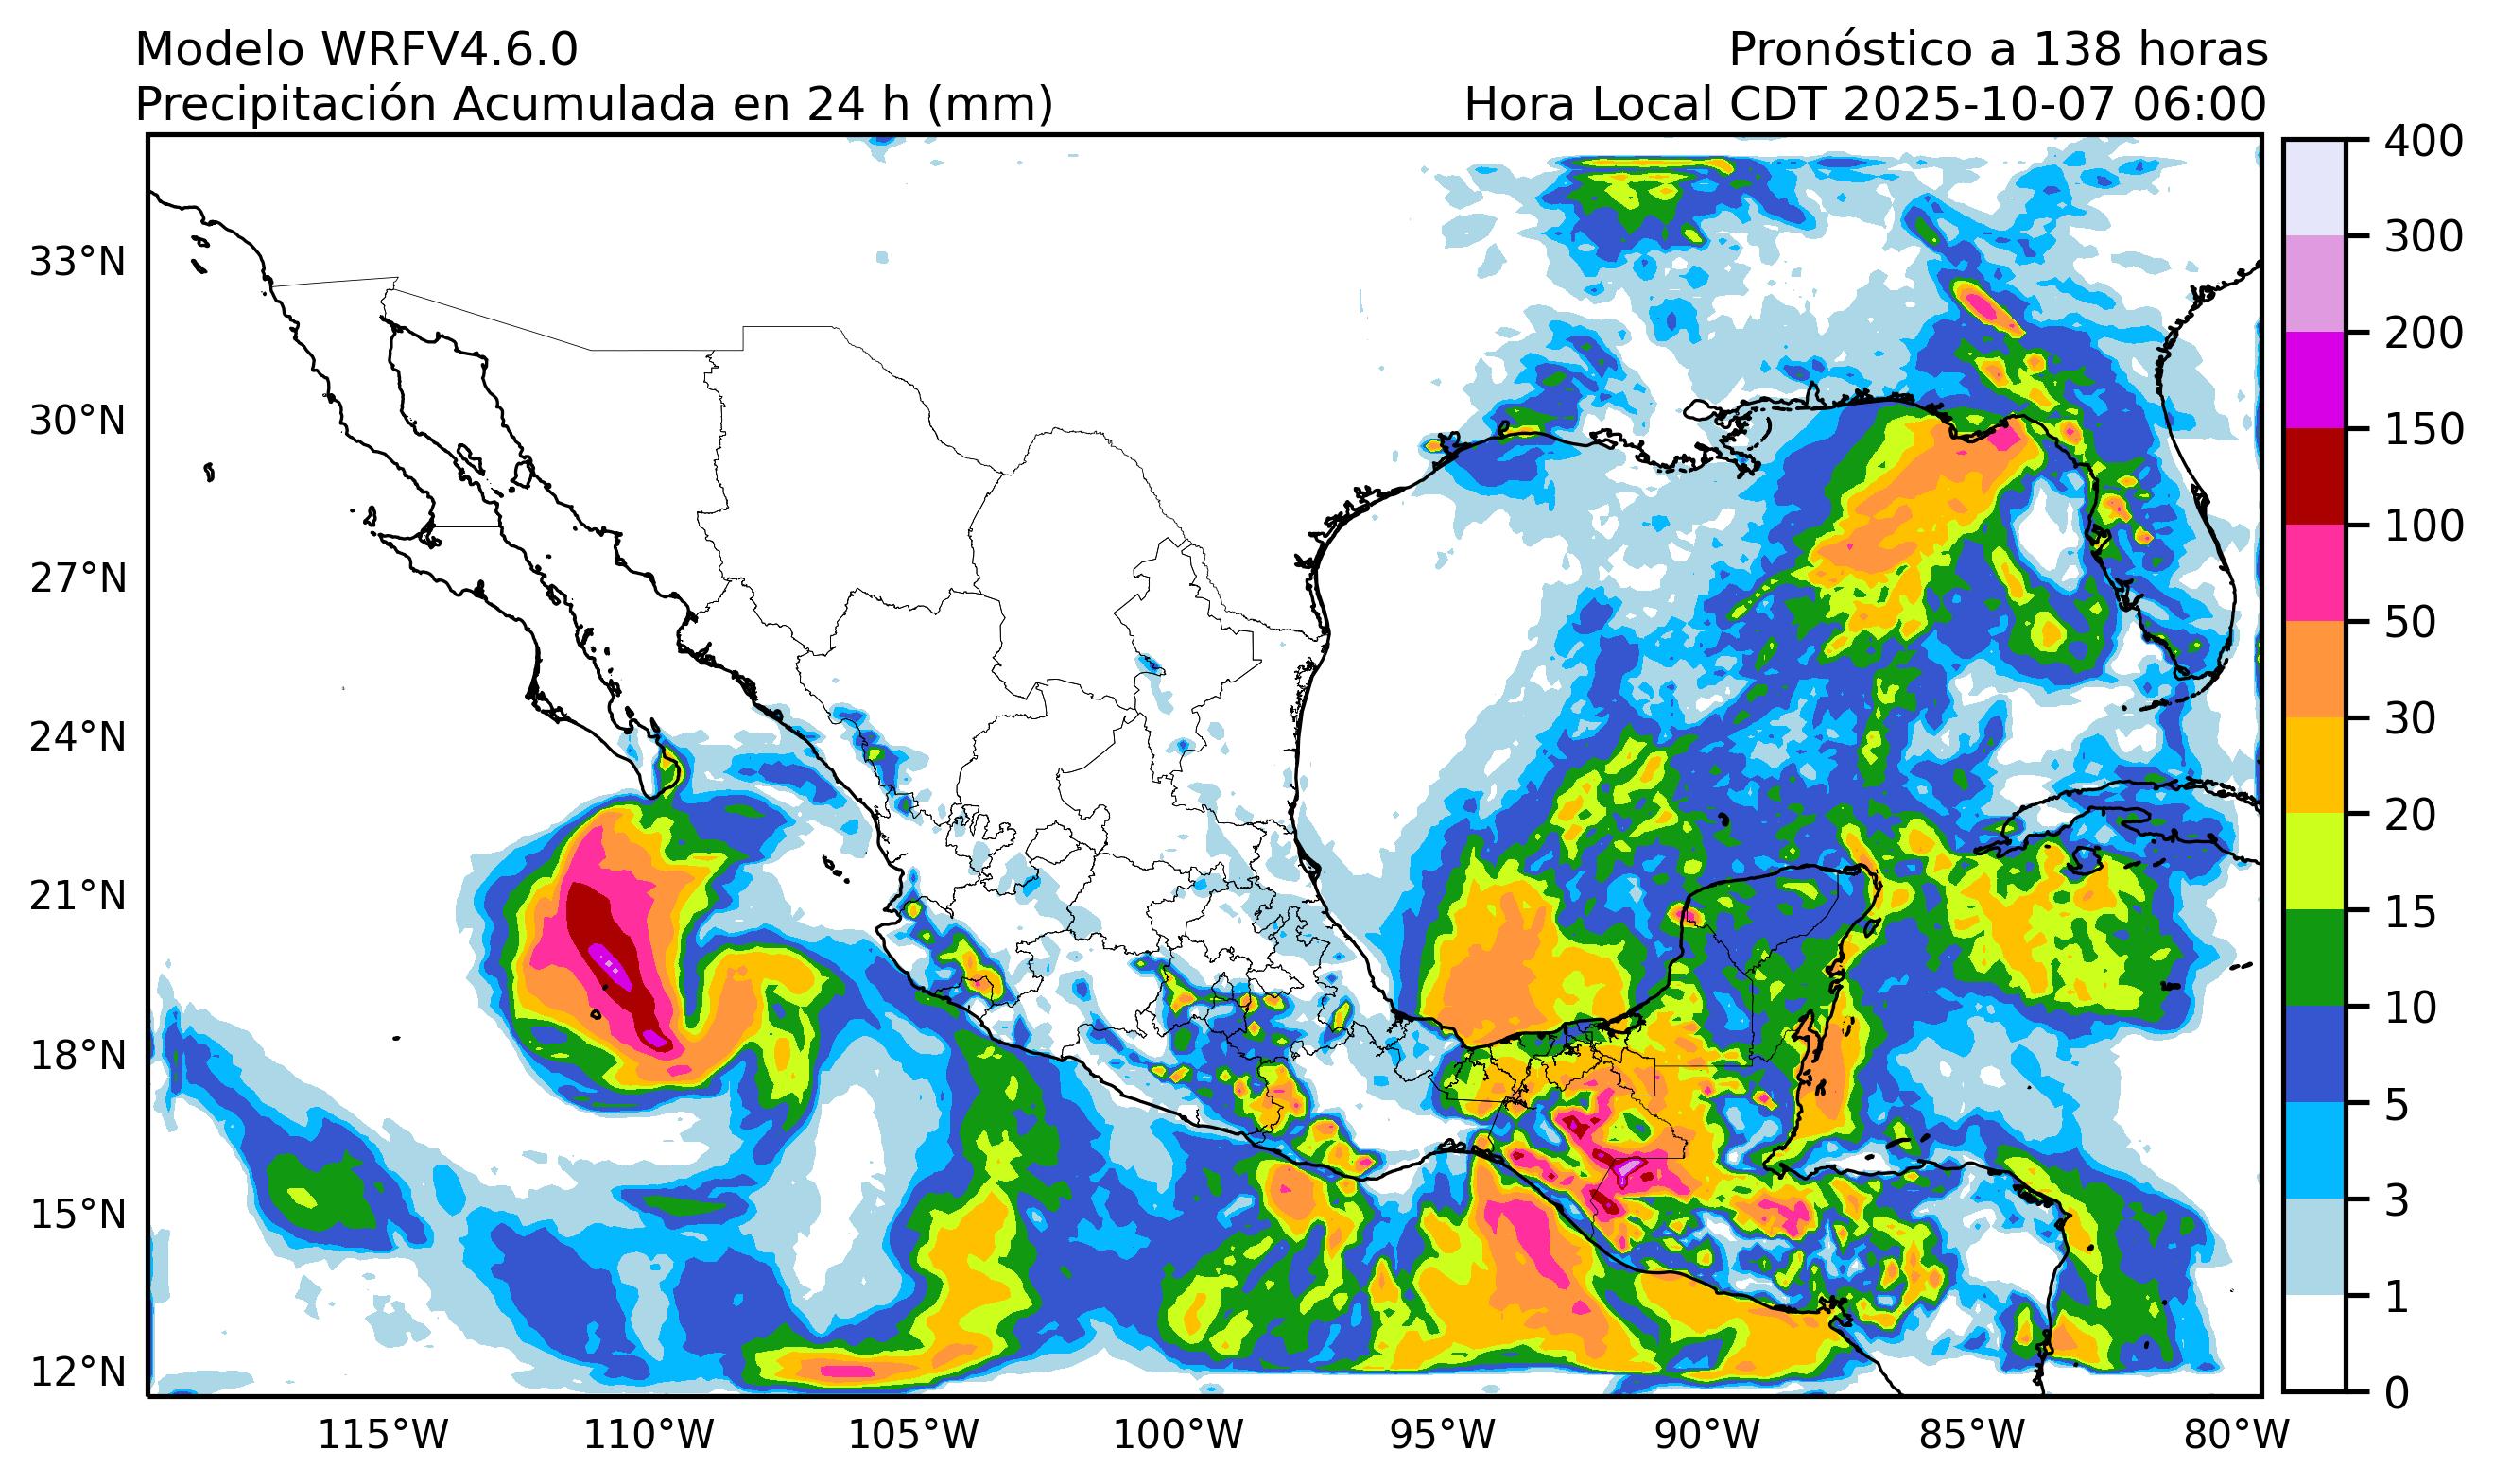 Modelo WRFV4.6.0
Pronóstico a 138 horas
Precipitación Acumulada en 24 h (mm)
Hora Local CDT 2025-10-07 06:00
33°N
30°N
27°N
24°N
21°N
18°N
15°N
12°N
115°W
110°W
105°W
100°W
95°W
90°W
85°W
80°W
400
300
200
150
100
50
30
20
15
10
5
3
1
0